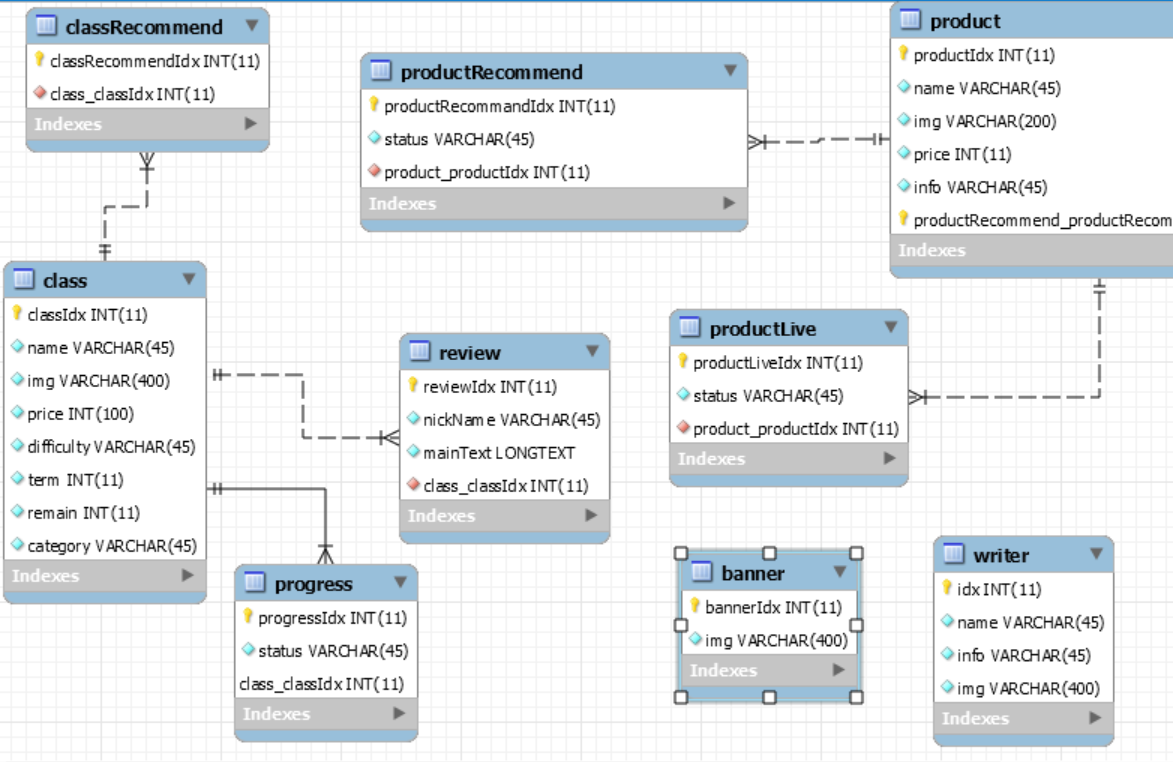 classRecommend
classRecommendIdx INT(11)
class_classIdx INT(11)
Indexes
productRecommend
productRecommandIdx INT(11)
status VARCHAR(45)
product_productIdx INT(11)
Indexes
product
productIdx INT(11)
name VARCHAR(45)
img VARCHAR(200)
price INT(11)
info VARCHAR(45)
productRecommend_productRecom
Indexes
class
classIdx INT(11)
name VARCHAR(45)
img VARCHAR(400)
price INT(100)
difficulty VARCHAR(45)
term INT(11)
remain INT(11)
category VARCHAR(45)
Indexes
review
reviewIdx INT(11)
nickName VARCHAR(45)
mainText LONGTEXT
class_classIdx INT(11)
Indexes
productLive
productLiveIdx INT(11)
status VARCHAR(45)
product_productIdx INT(11)
Indexes
progress
progressIdx INT(11)
status VARCHAR(45)
class_classIdx INT(11)
Indexes
banner
bannerIdx INT(11)
img VARCHAR(400)
Indexes
writer
idx INT(11)
name VARCHAR(45)
info VARCHAR(45)
img VARCHAR(400)
Indexes